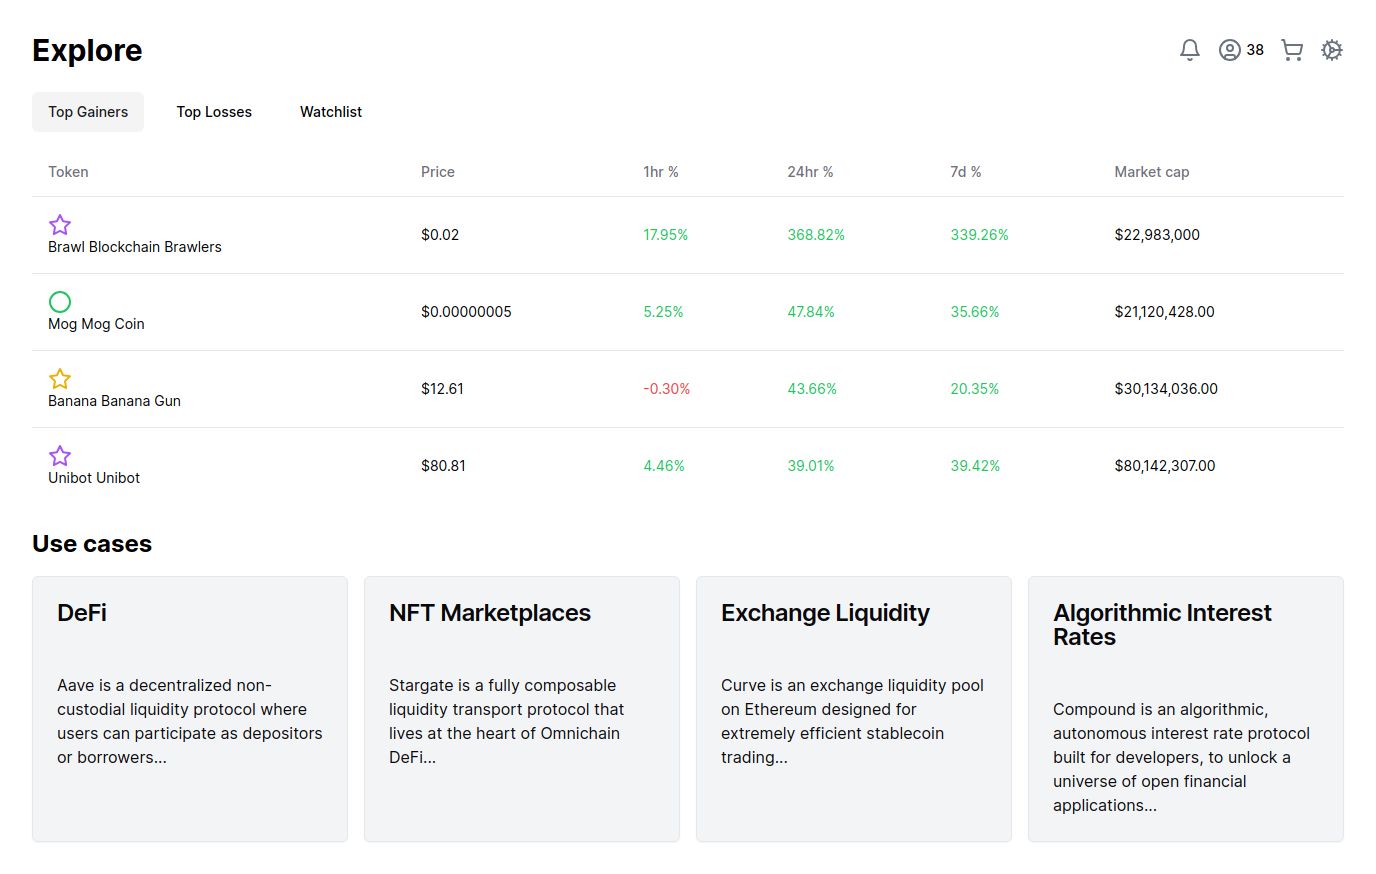 Explore
38
Top Gainers Top Losses Watchlist
Token Price 1hr % 24hr % 7d % Market cap
Brawl Blockchain Brawlers $0.02 17.95% 368.82% 339.26% $22,983,000
Mog Mog Coin $0.00000005 5.25% 47.84% 35.66% $21,120,428.00
Banana Banana Gun $12.61 -0.30% 43.66% 20.35% $30,134,036.00
Unibot Unibot $80.81 4.46% 39.01% 39.42% $80,142,307.00
Use cases
DeFi
Aave is a decentralized non-
custodial liquidity protocol where
users can participate as depositors
or borrowers...
NFT Marketplaces
Stargate is a fully composable
liquidity transport protocol that
lives at the heart of Omnichain
DeFi...
Exchange Liquidity
Curve is an exchange liquidity pool
on Ethereum designed for
extremely efficient stablecoin
trading...
Algorithmic Interest
Rates
Compound is an algorithmic,
autonomous interest rate protocol
built for developers, to unlock a
universe of open financial
applications...